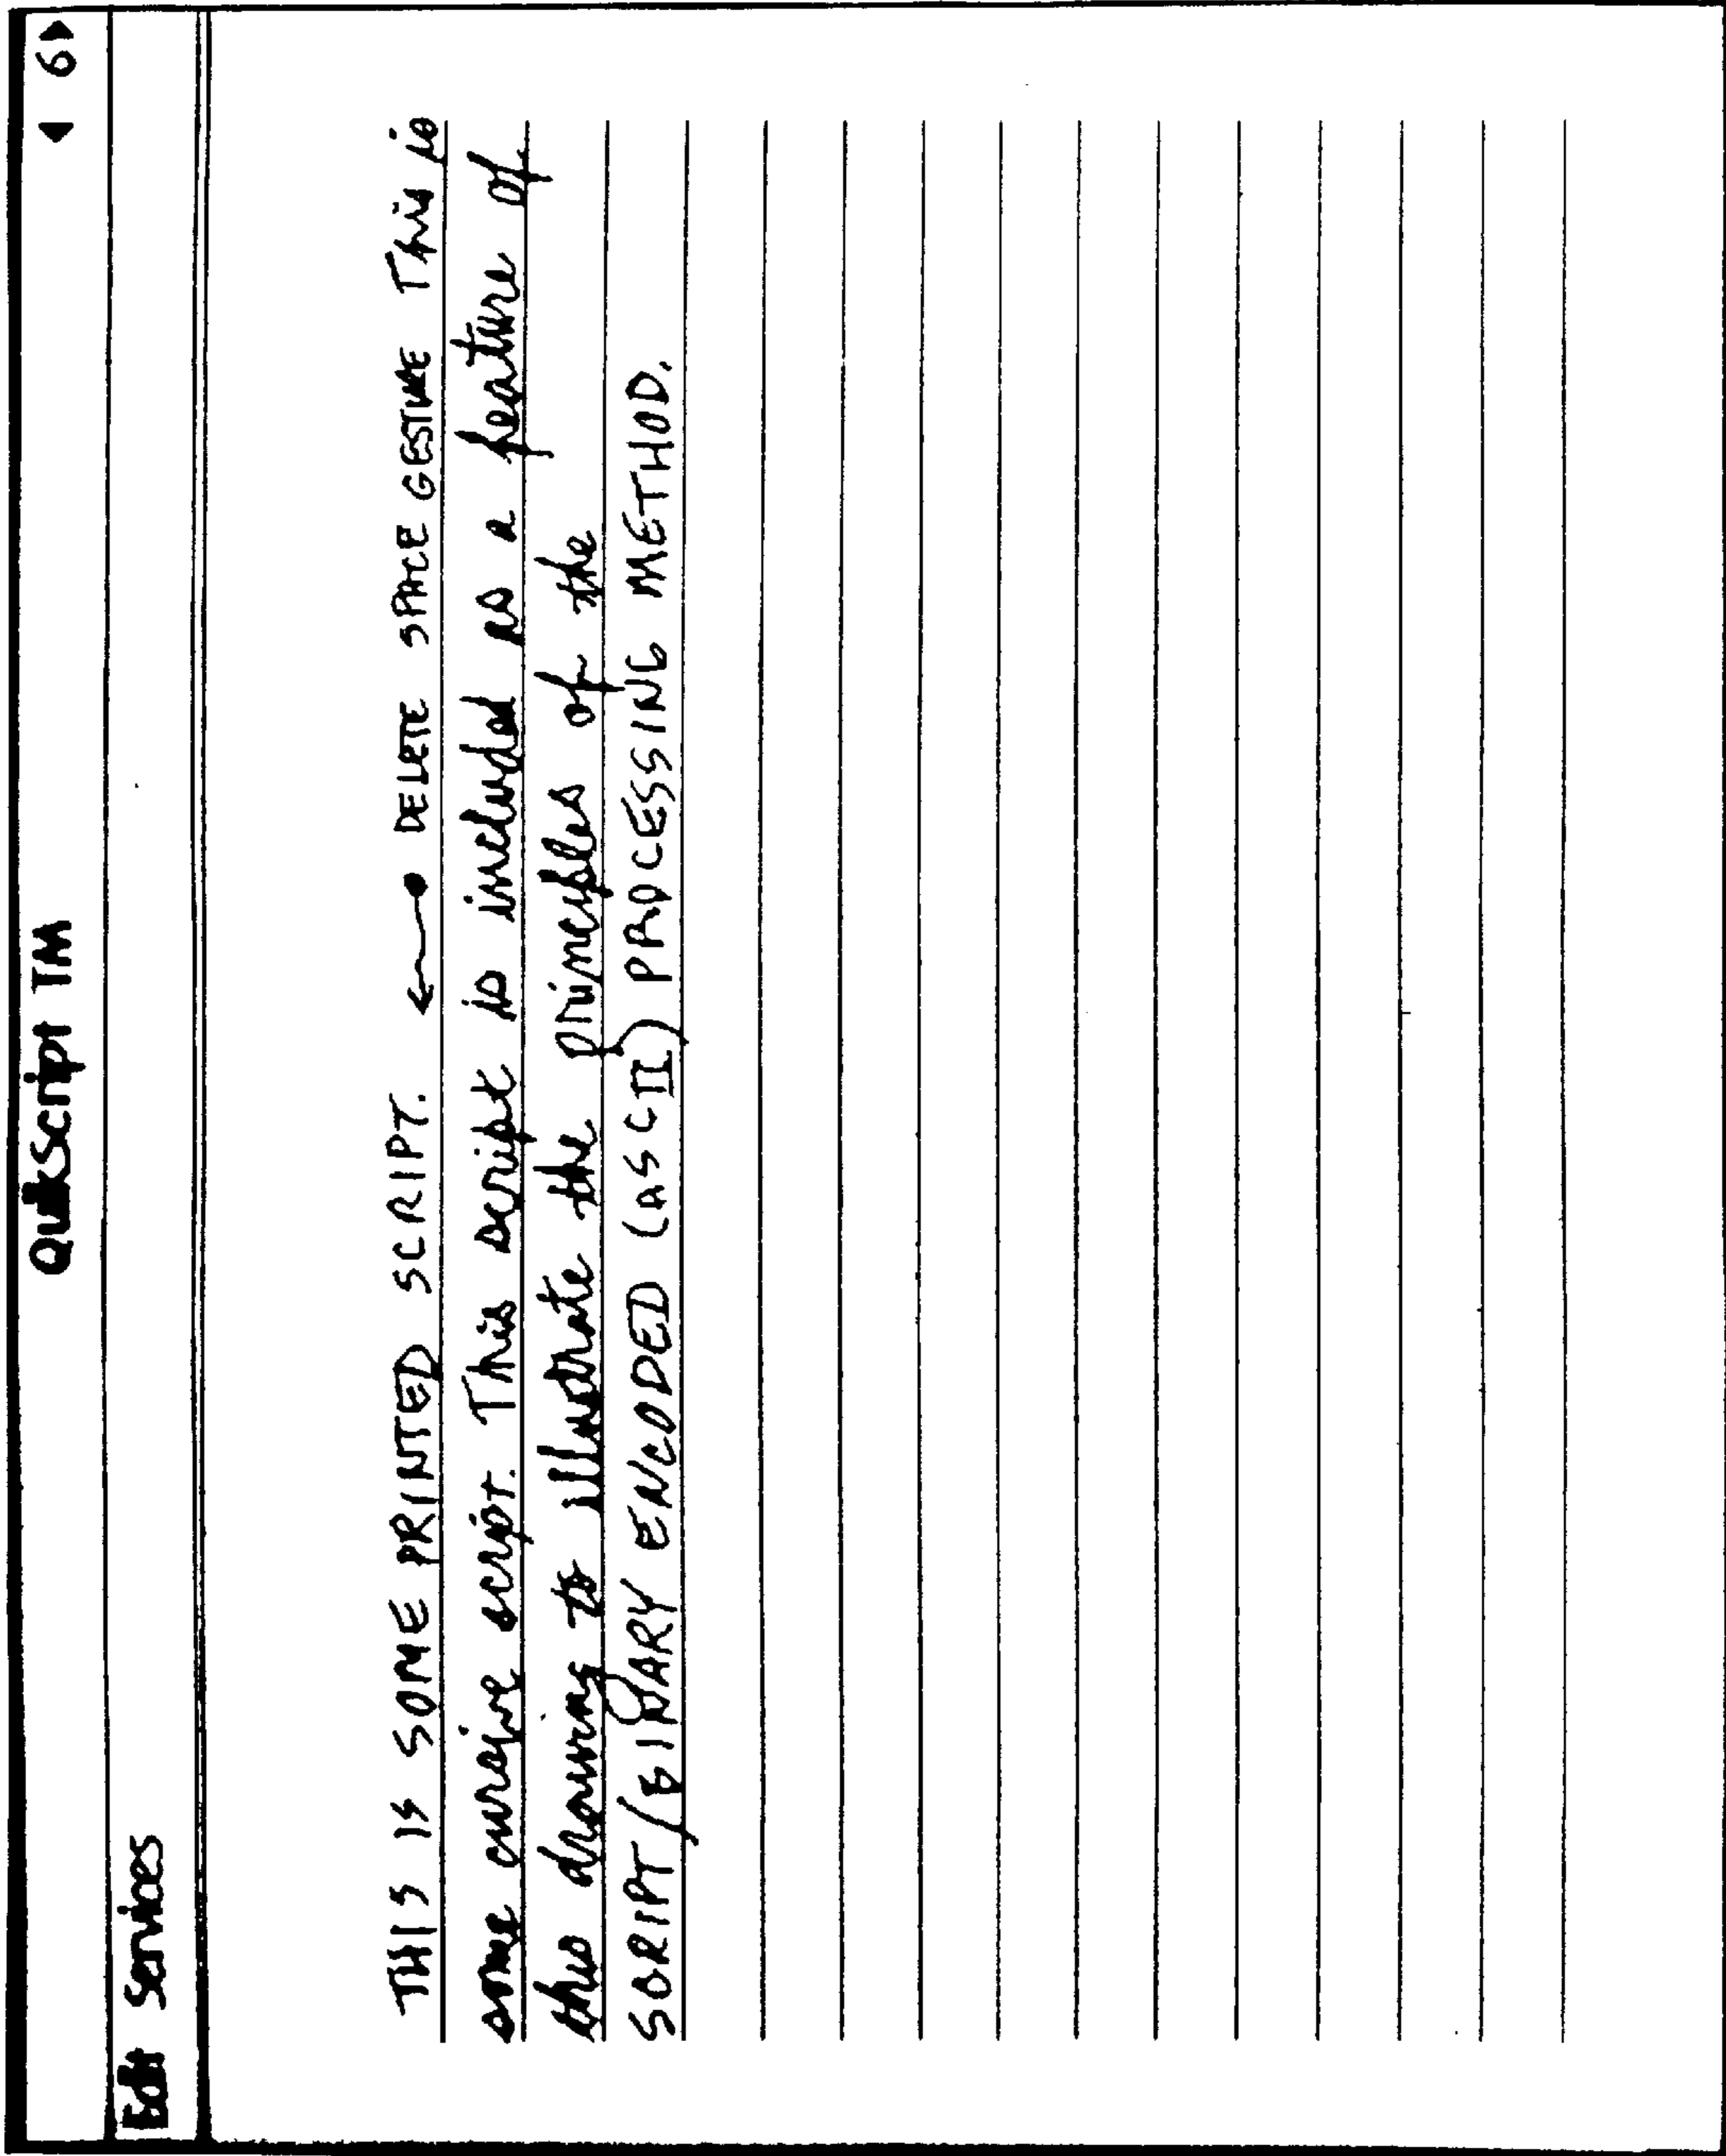 QuikScript TM ◀ 6 ▶
Edit Services
THIS IS SOME PRINTED SCRIPT. ← DELETE SPACE GESTURE This is
some cursive script. This script is included as a feature of
this drawing to illustrate the principles of the
SCRIPT/BINARY ENCODED (ASCII) PROCESSING METHOD.